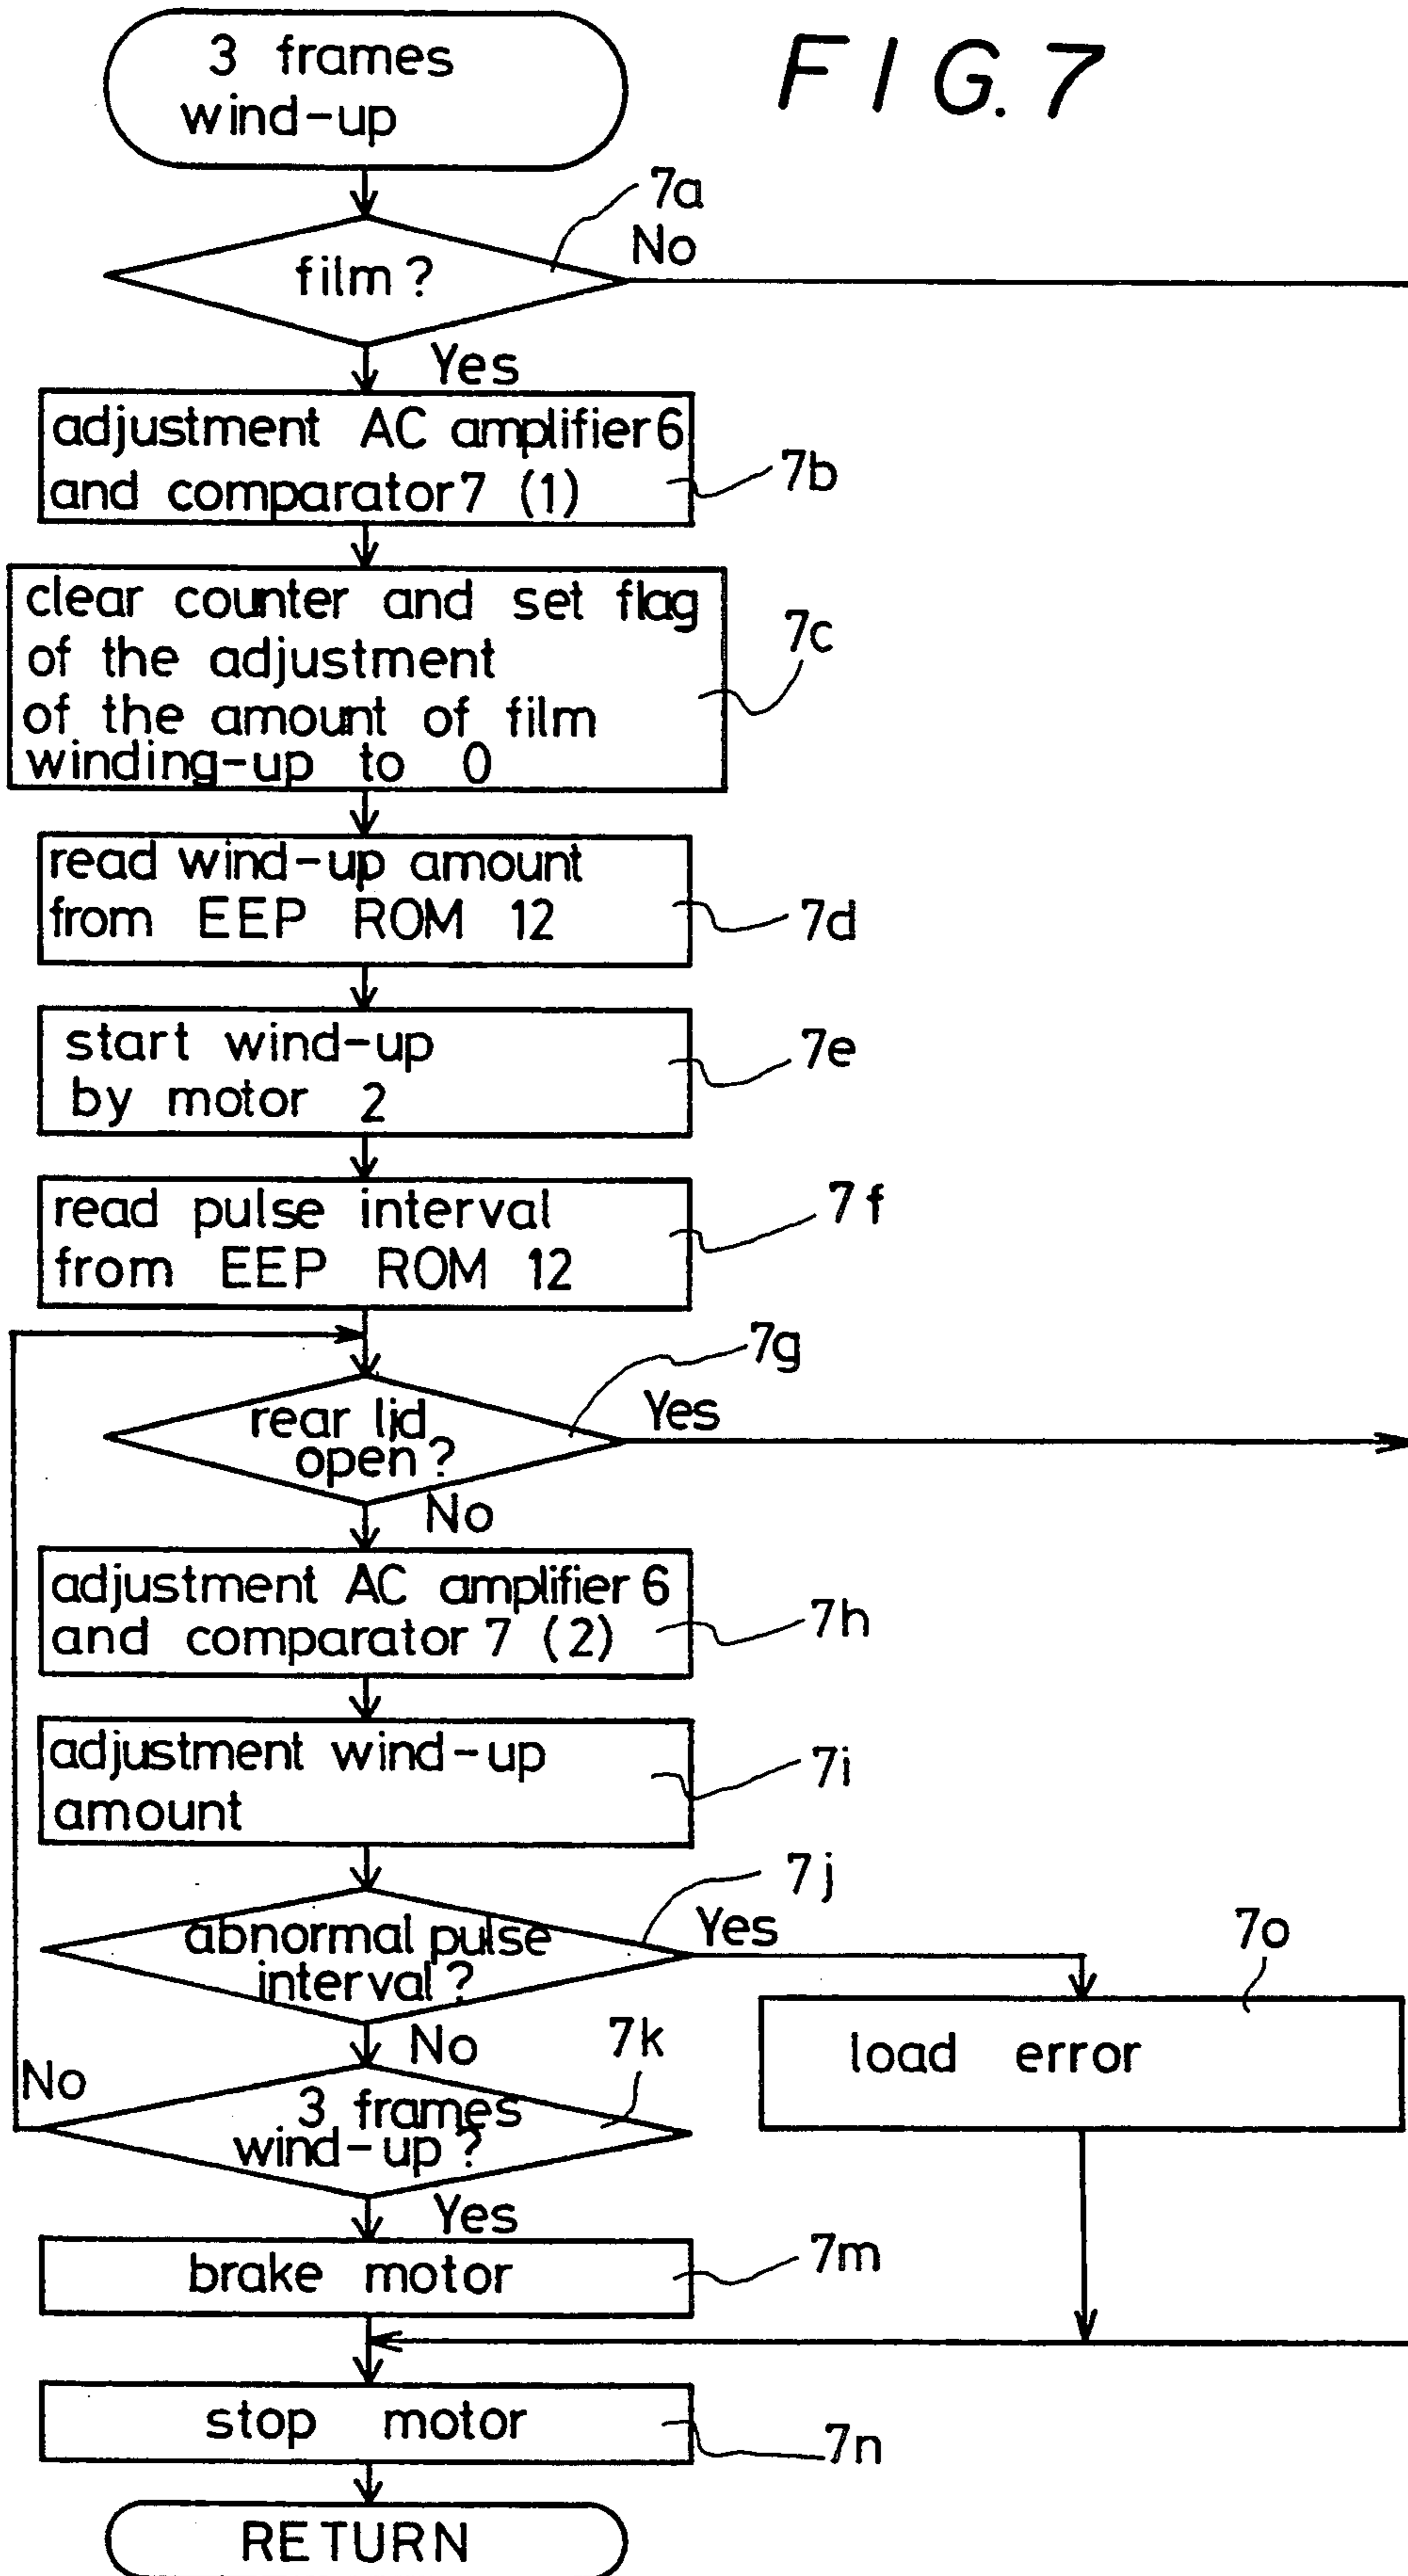 FIG. 7
3 frames
wind-up
7a
No
film?
Yes
adjustment AC amplifier 6
and comparator 7 (1)
7b
clear counter and set flag
of the adjustment
of the amount of film
winding-up to 0
7c
read wind-up amount
from EEP ROM 12
7d
start wind-up
by motor 2
7e
read pulse interval
from EEP ROM 12
7f
7g
rear lid
open?
Yes
No
adjustment AC amplifier 6
and comparator 7 (2)
7h
adjustment wind-up
amount
7i
7j
abnormal pulse
interval?
Yes
7o
load error
No
7k
No
3 frames
wind-up?
Yes
brake motor
7m
stop motor
7n
RETURN